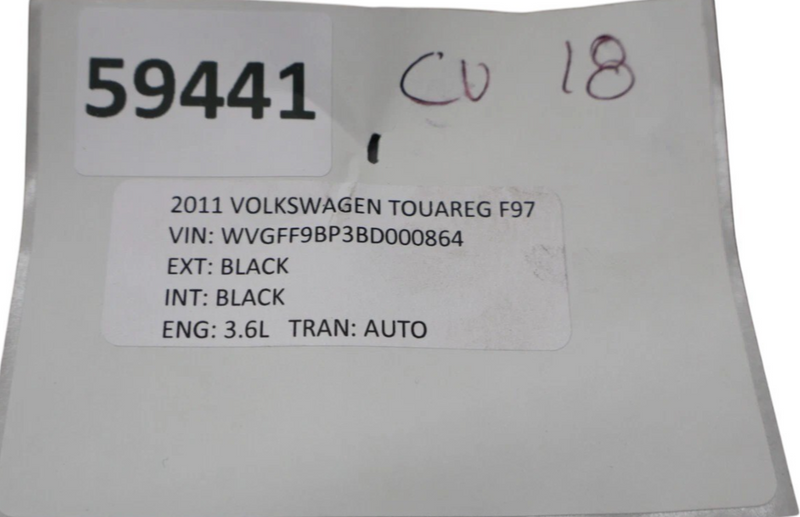 59441
CU 18
2011 VOLKSWAGEN TOUAREG F97
VIN: WVGFF9BP3BD000864
EXT: BLACK
INT: BLACK
ENG: 3.6L TRAN: AUTO